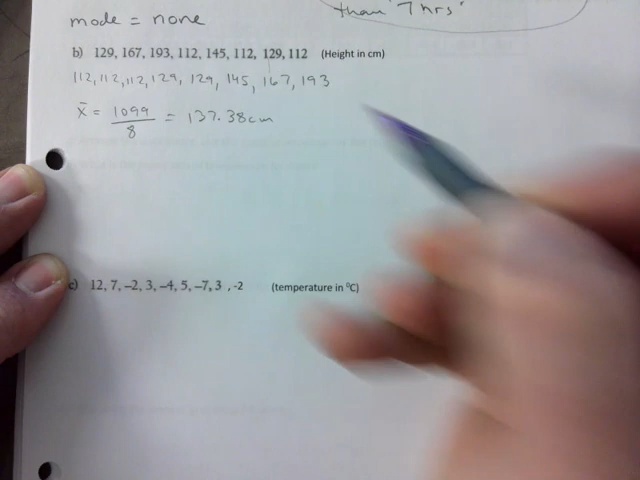 than 7 hrs
mode = none
b) 129, 167, 193, 112, 145, 112, 129, 112 (Height in cm)
112, 112, 112, 129, 129, 145, 167, 193
x̄ = 1099/8 = 137.38cm
c) 12, 7, –2, 3, –4, 5, –7, 3 , -2 (temperature in ⁰C)